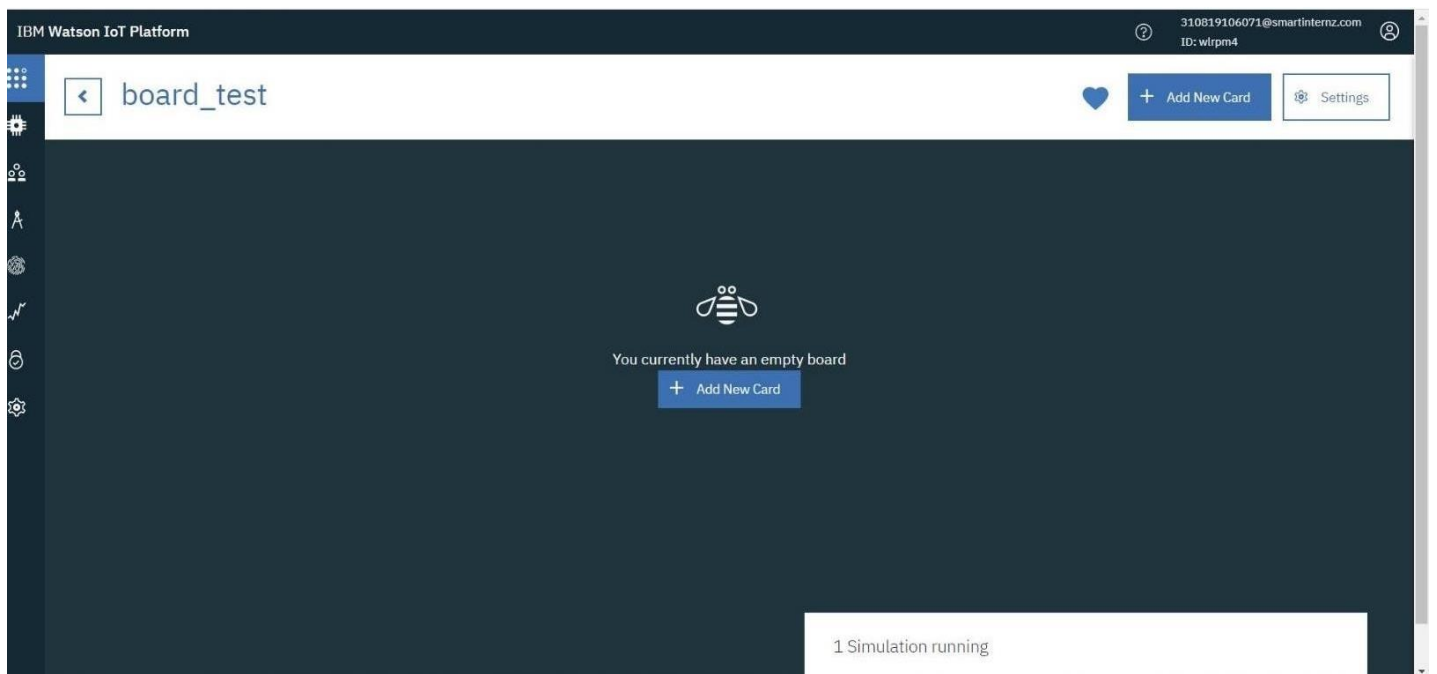 IBM Watson IoT Platform
310819106071@smartinternz.com
ID: wlrpm4
board_test
+ Add New Card
Settings
You currently have an empty board
+ Add New Card
1 Simulation running